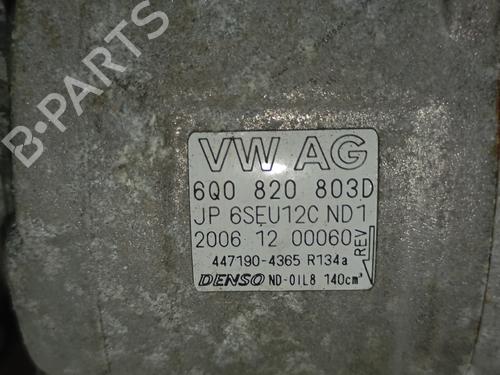 B-PARTS
VW AG
6Q0 820 803D
JP 6SEU12C ND1
2006 12 00060
REV
447190-4365 R134a
DENSO ND-OIL8 140cm³
B-PARTS